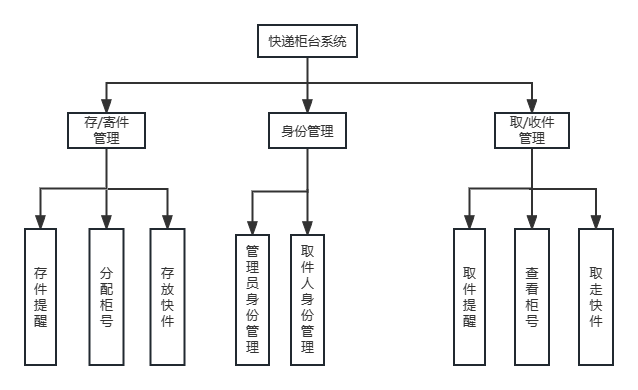 快递柜台系统
存/寄件
管理
身份管理
取/收件
管理
存件提醒
分配柜号
存放快件
管理员身份管理
取件人身份管理
取件提醒
查看柜号
取走快件